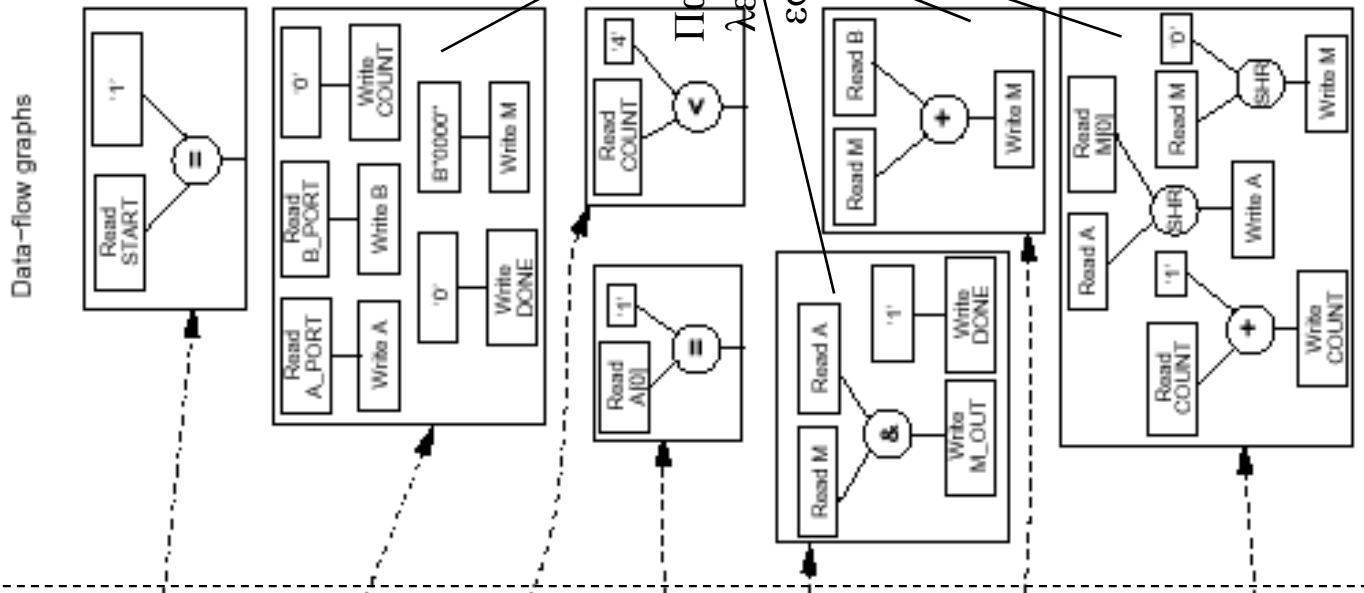 Data-flow graphs
Read
START
'1'
=
Read
A_PORT
Write A
Read
B_PORT
Write B
'0'
Write
COUNT
'0'
Write
DONE
B"0000"
Write M
Read
COUNT
'4'
<
Read
A[0]
'1'
=
Read M
Read A
&
Write
M_OUT
'1'
Write
DONE
Read M
Read B
+
Write M
Read A
Read
M[0]
SHR
Write A
Read M
'0'
SHR
Write M
Read
COUNT
'1'
+
Write
COUNT